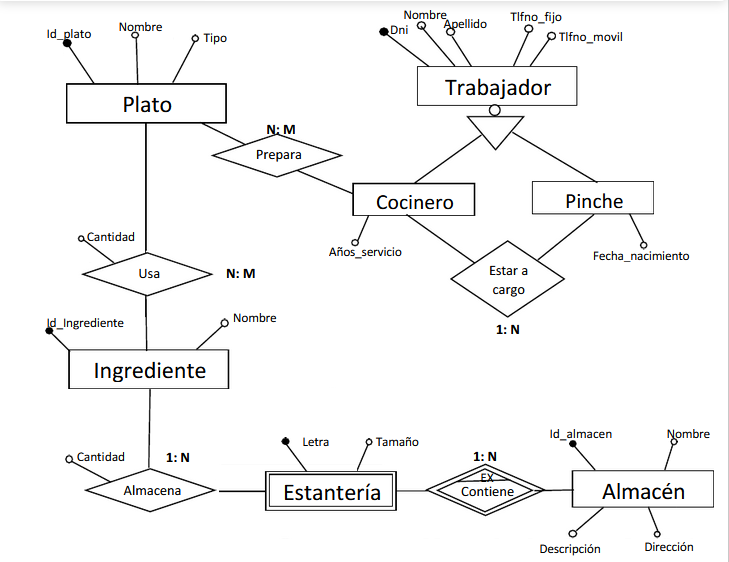 Id_plato
Nombre
Tipo
Plato
Nombre
Apellido
Tlfno_fijo
Dni
Tlfno_movil
Trabajador
N: M
Prepara
Cocinero
Pinche
Años_servicio
Fecha_nacimiento
Estar a
cargo
1: N
Cantidad
Usa
N: M
Id_Ingrediente
Nombre
Ingrediente
Cantidad
1: N
Almacena
Letra
Tamaño
Estantería
1: N
EX
Contiene
Id_almacen
Nombre
Almacén
Descripción
Dirección